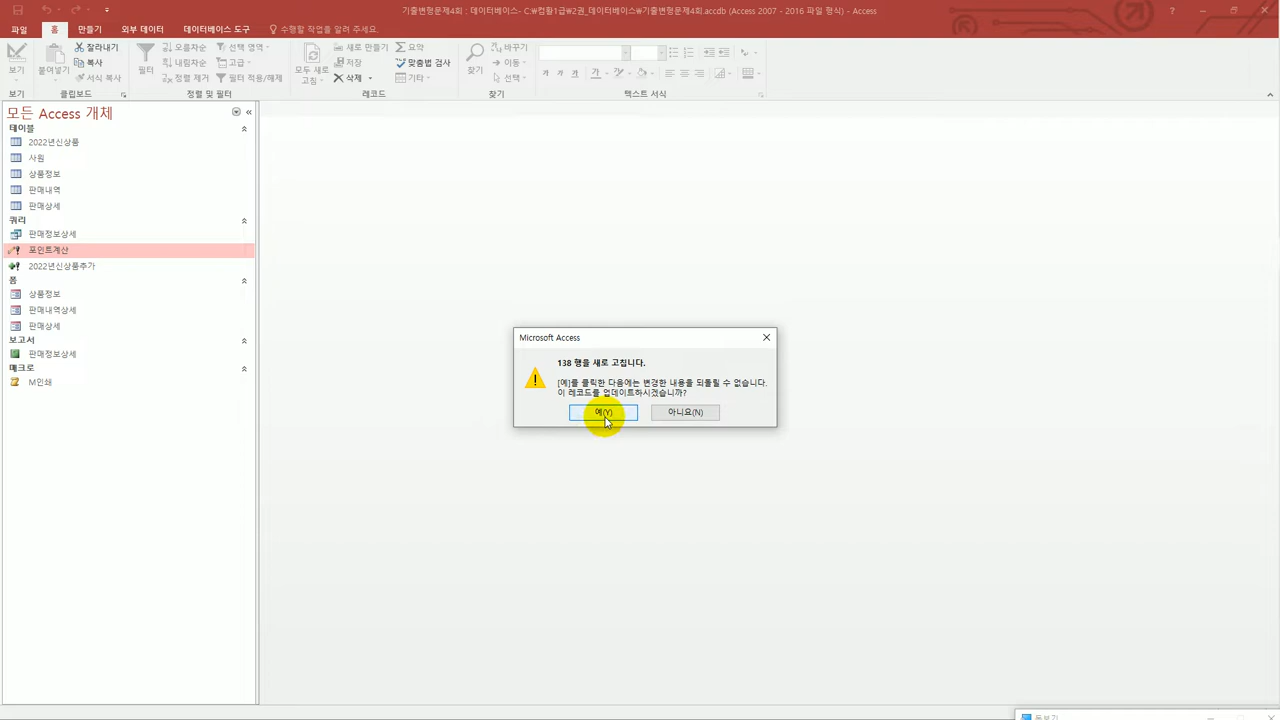 기출변형문제4회 : 데이터베이스- C:₩컴활1급₩2권_데이터베이스₩기출변형문제4회.accdb (Access 2007 - 2016 파일 형식) - Access
파일 홈 만들기 외부 데이터 데이터베이스 도구 수행할 작업을 알려 주세요.
보기
붙여넣기
잘라내기
복사
서식 복사
필터
오름차순
내림차순
정렬 제거
선택 영역
고급
필터 적용/해제
모두 새로
고침
새로 만들기
저장
삭제
요약
맞춤법 검사
기타
찾기
바꾸기
이동
선택
가 가 가 가
보기 클립보드 정렬 및 필터 레코드 찾기 텍스트 서식
모든 Access 개체
테이블
2022년신상품
사원
상품정보
판매내역
판매상세
쿼리
판매정보상세
포인트계산
2022년신상품추가
폼
상품정보
판매내역상세
판매상세
보고서
판매정보상세
매크로
M인쇄
Microsoft Access
138 행을 새로 고칩니다.
[예]를 클릭한 다음에는 변경한 내용을 되돌릴 수 없습니다.
이 레코드를 업데이트하시겠습니까?
예(Y) 아니요(N)
돋보기